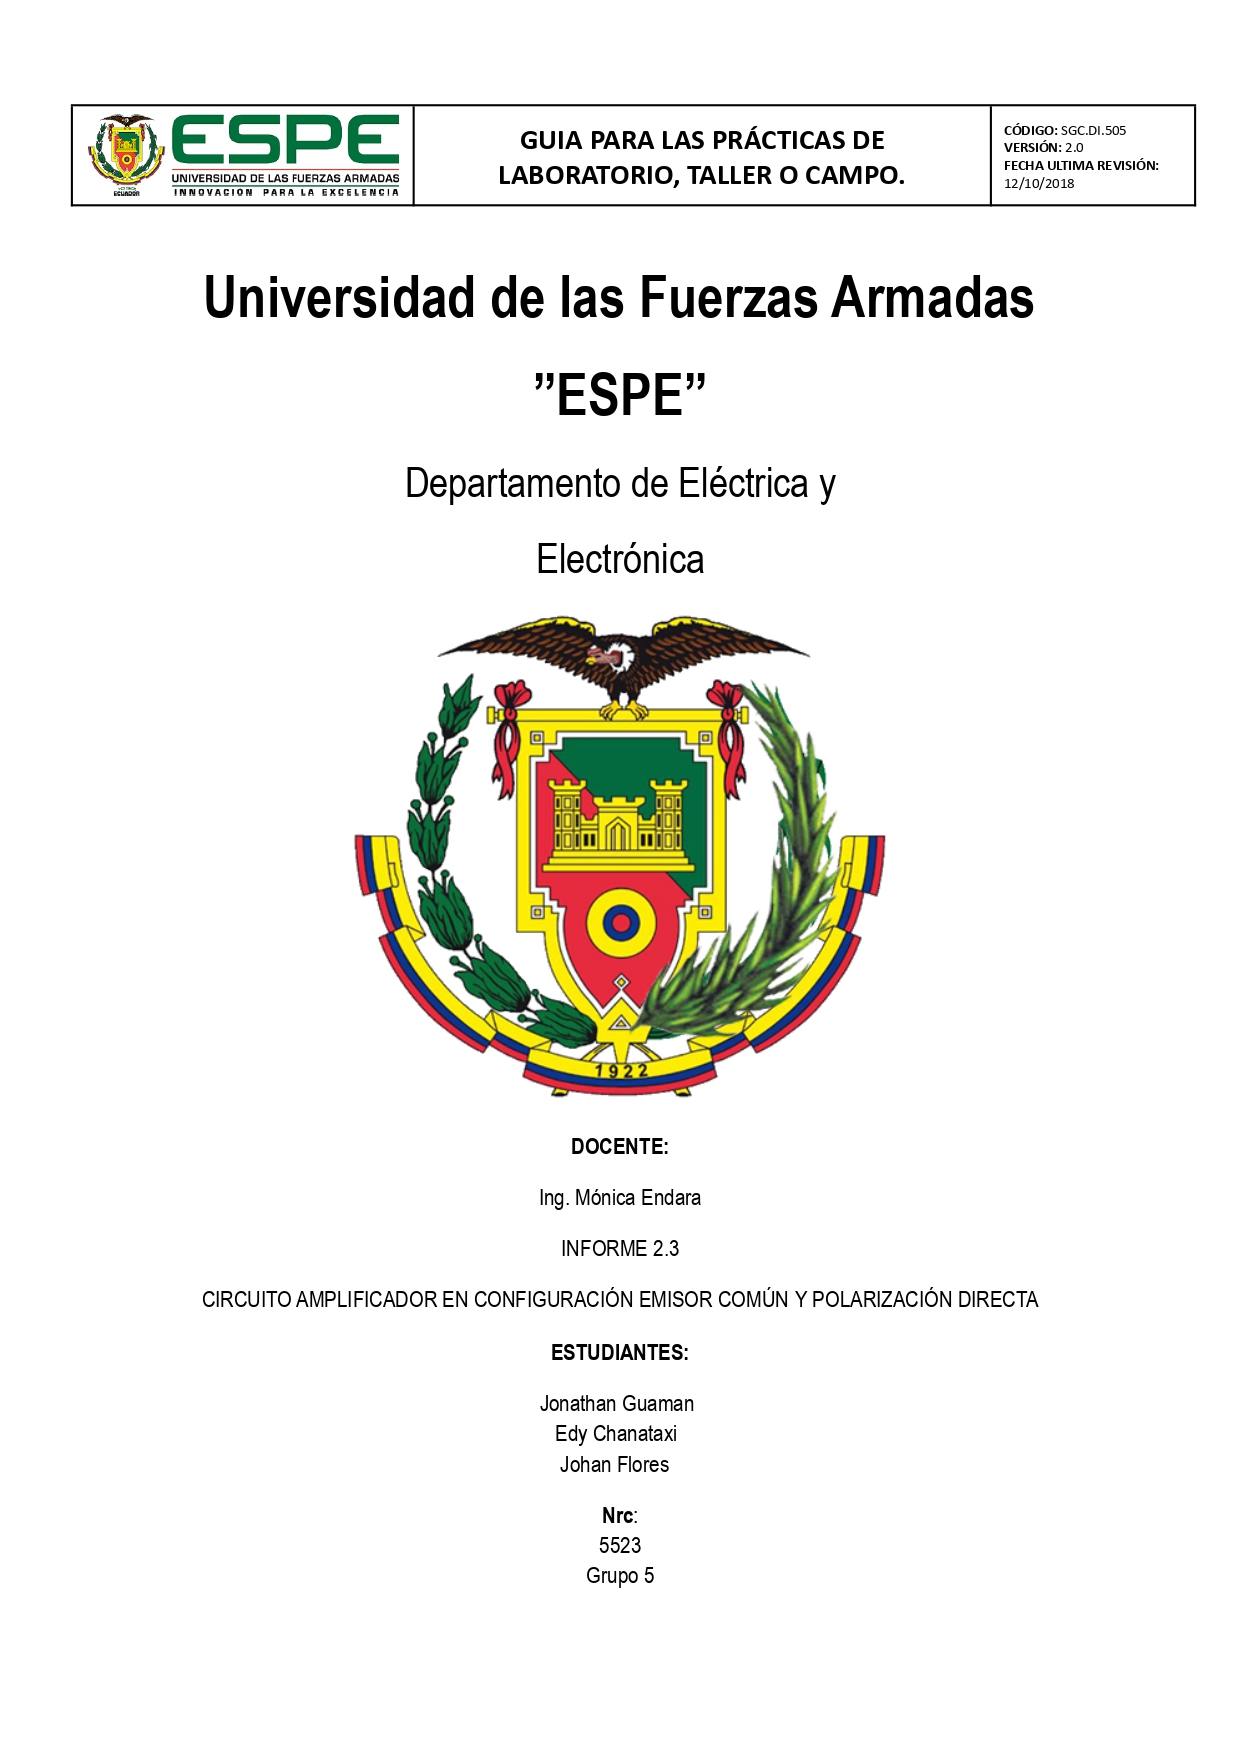 ESPE
UNIVERSIDAD DE LAS FUERZAS ARMADAS
INNOVACIÓN PARA LA EXCELENCIA
ECUADOR
GUIA PARA LAS PRÁCTICAS DE
LABORATORIO, TALLER O CAMPO.
CÓDIGO: SGC.DI.505
VERSIÓN: 2.0
FECHA ULTIMA REVISIÓN:
12/10/2018
Universidad de las Fuerzas Armadas
”ESPE”
Departamento de Eléctrica y
Electrónica
1922
DOCENTE:
Ing. Mónica Endara
INFORME 2.3
CIRCUITO AMPLIFICADOR EN CONFIGURACIÓN EMISOR COMÚN Y POLARIZACIÓN DIRECTA
ESTUDIANTES:
Jonathan Guaman
Edy Chanataxi
Johan Flores
Nrc:
5523
Grupo 5